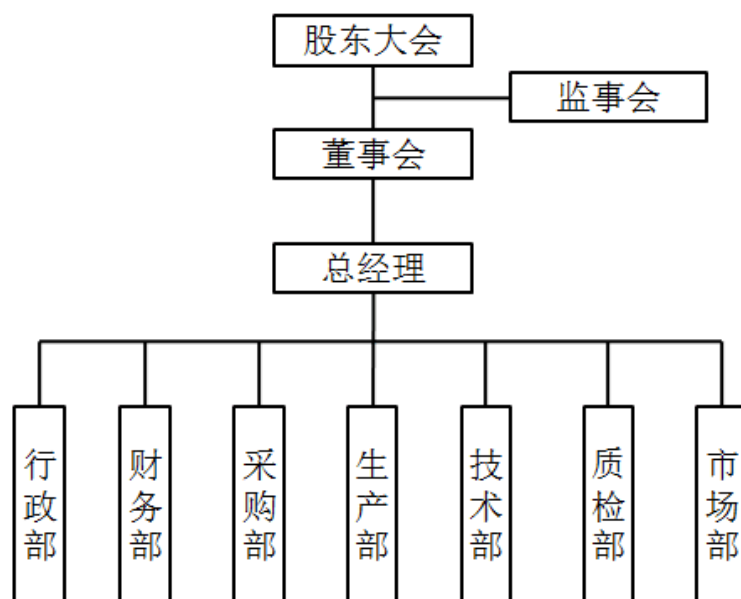 股东大会
监事会
董事会
总经理
行政部
财务部
采购部
生产部
技术部
质检部
市场部